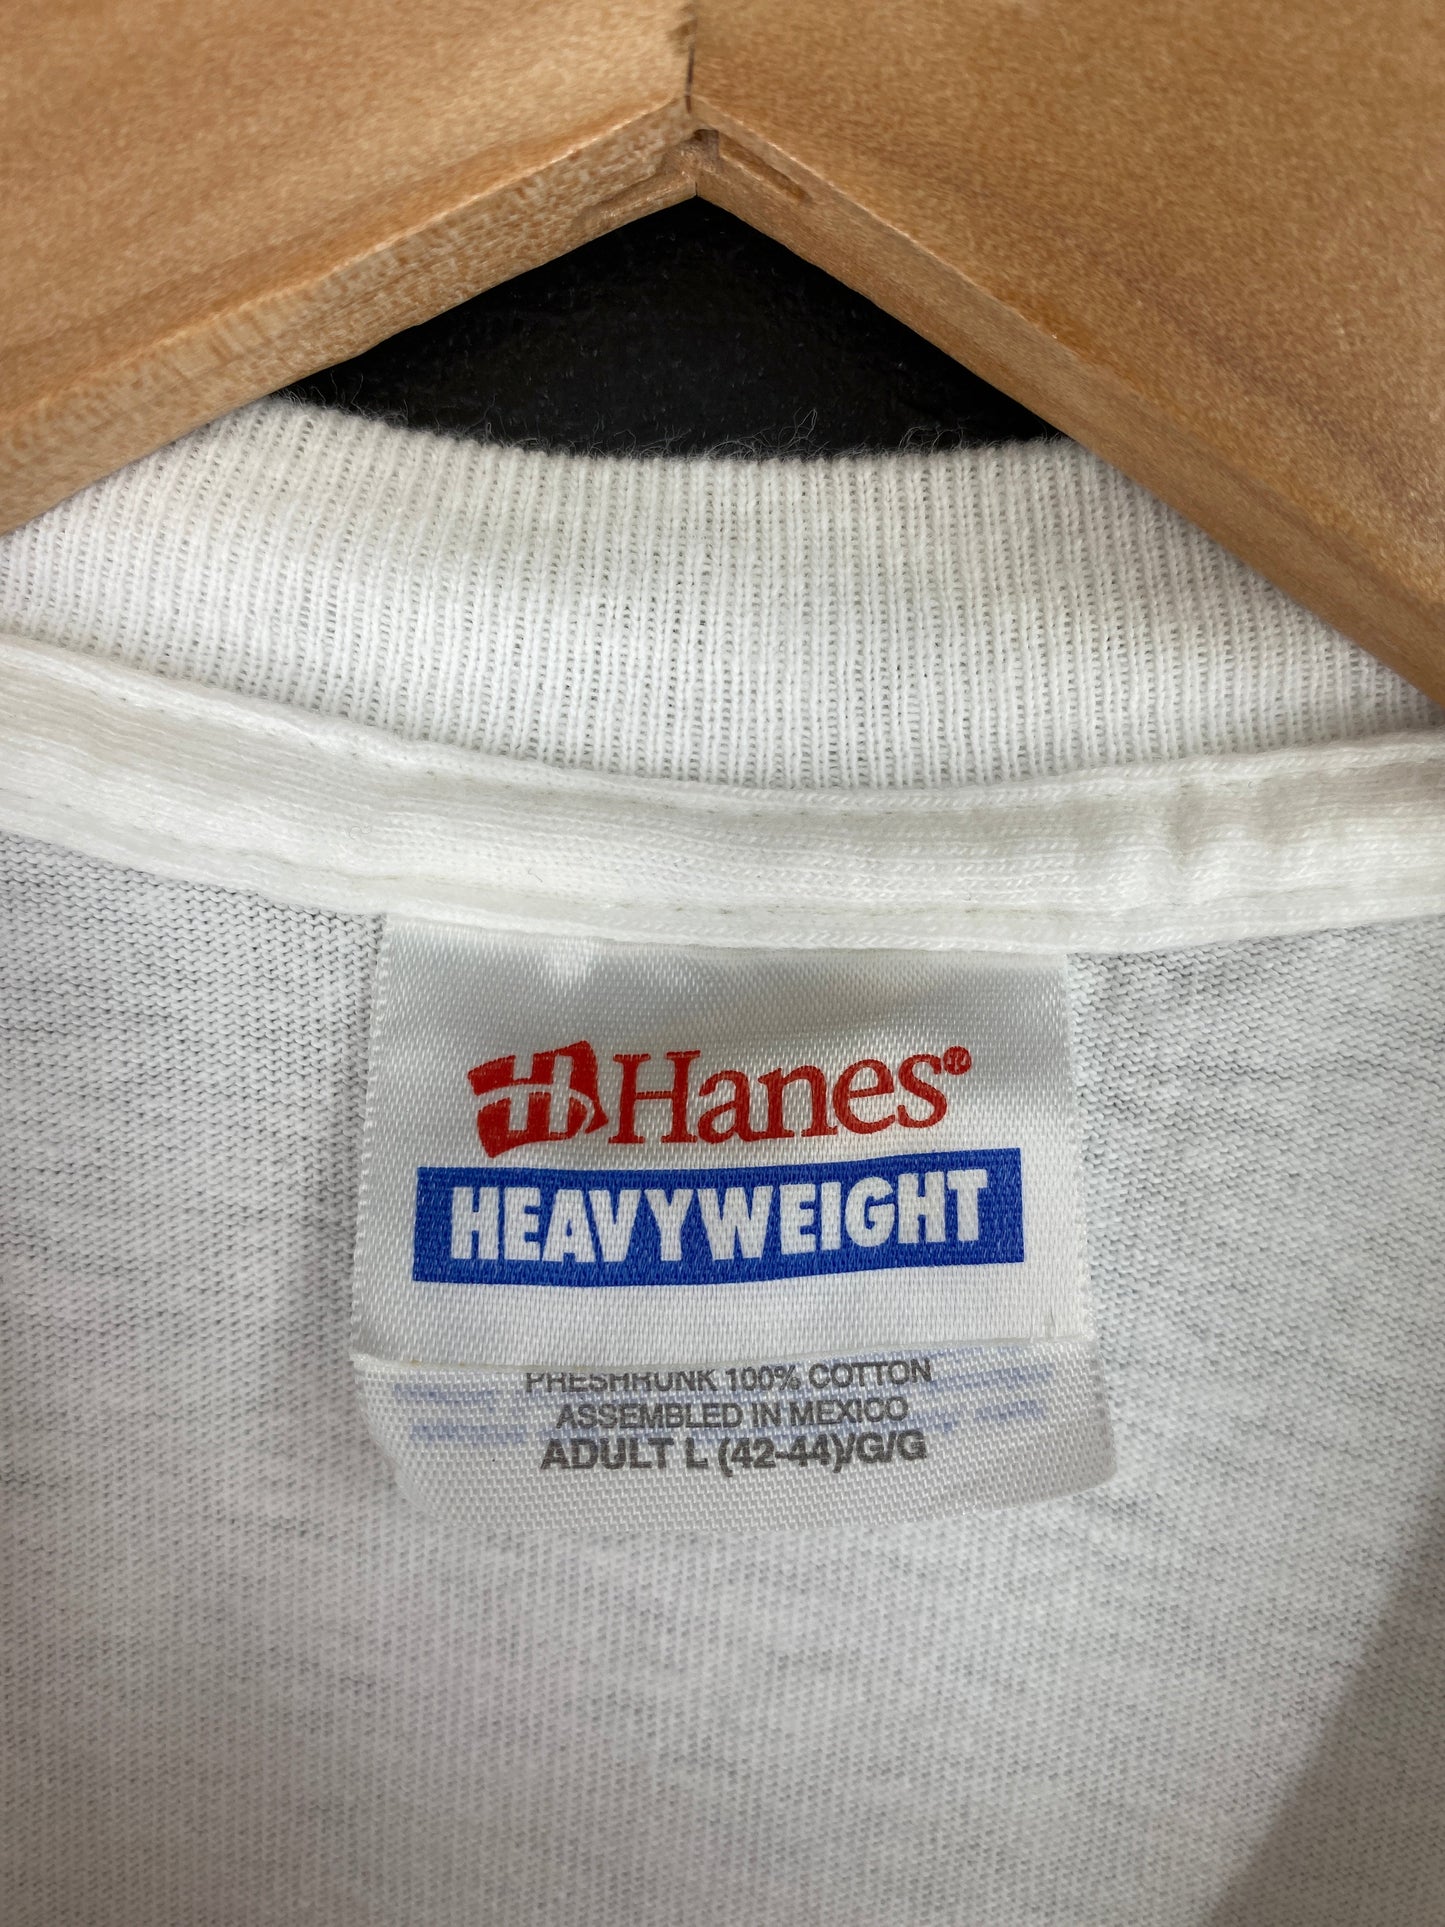 H Hanes®
HEAVYWEIGHT
PRESHRUNK 100% COTTON
ASSEMBLED IN MEXICO
ADULT L (42-44)/G/G